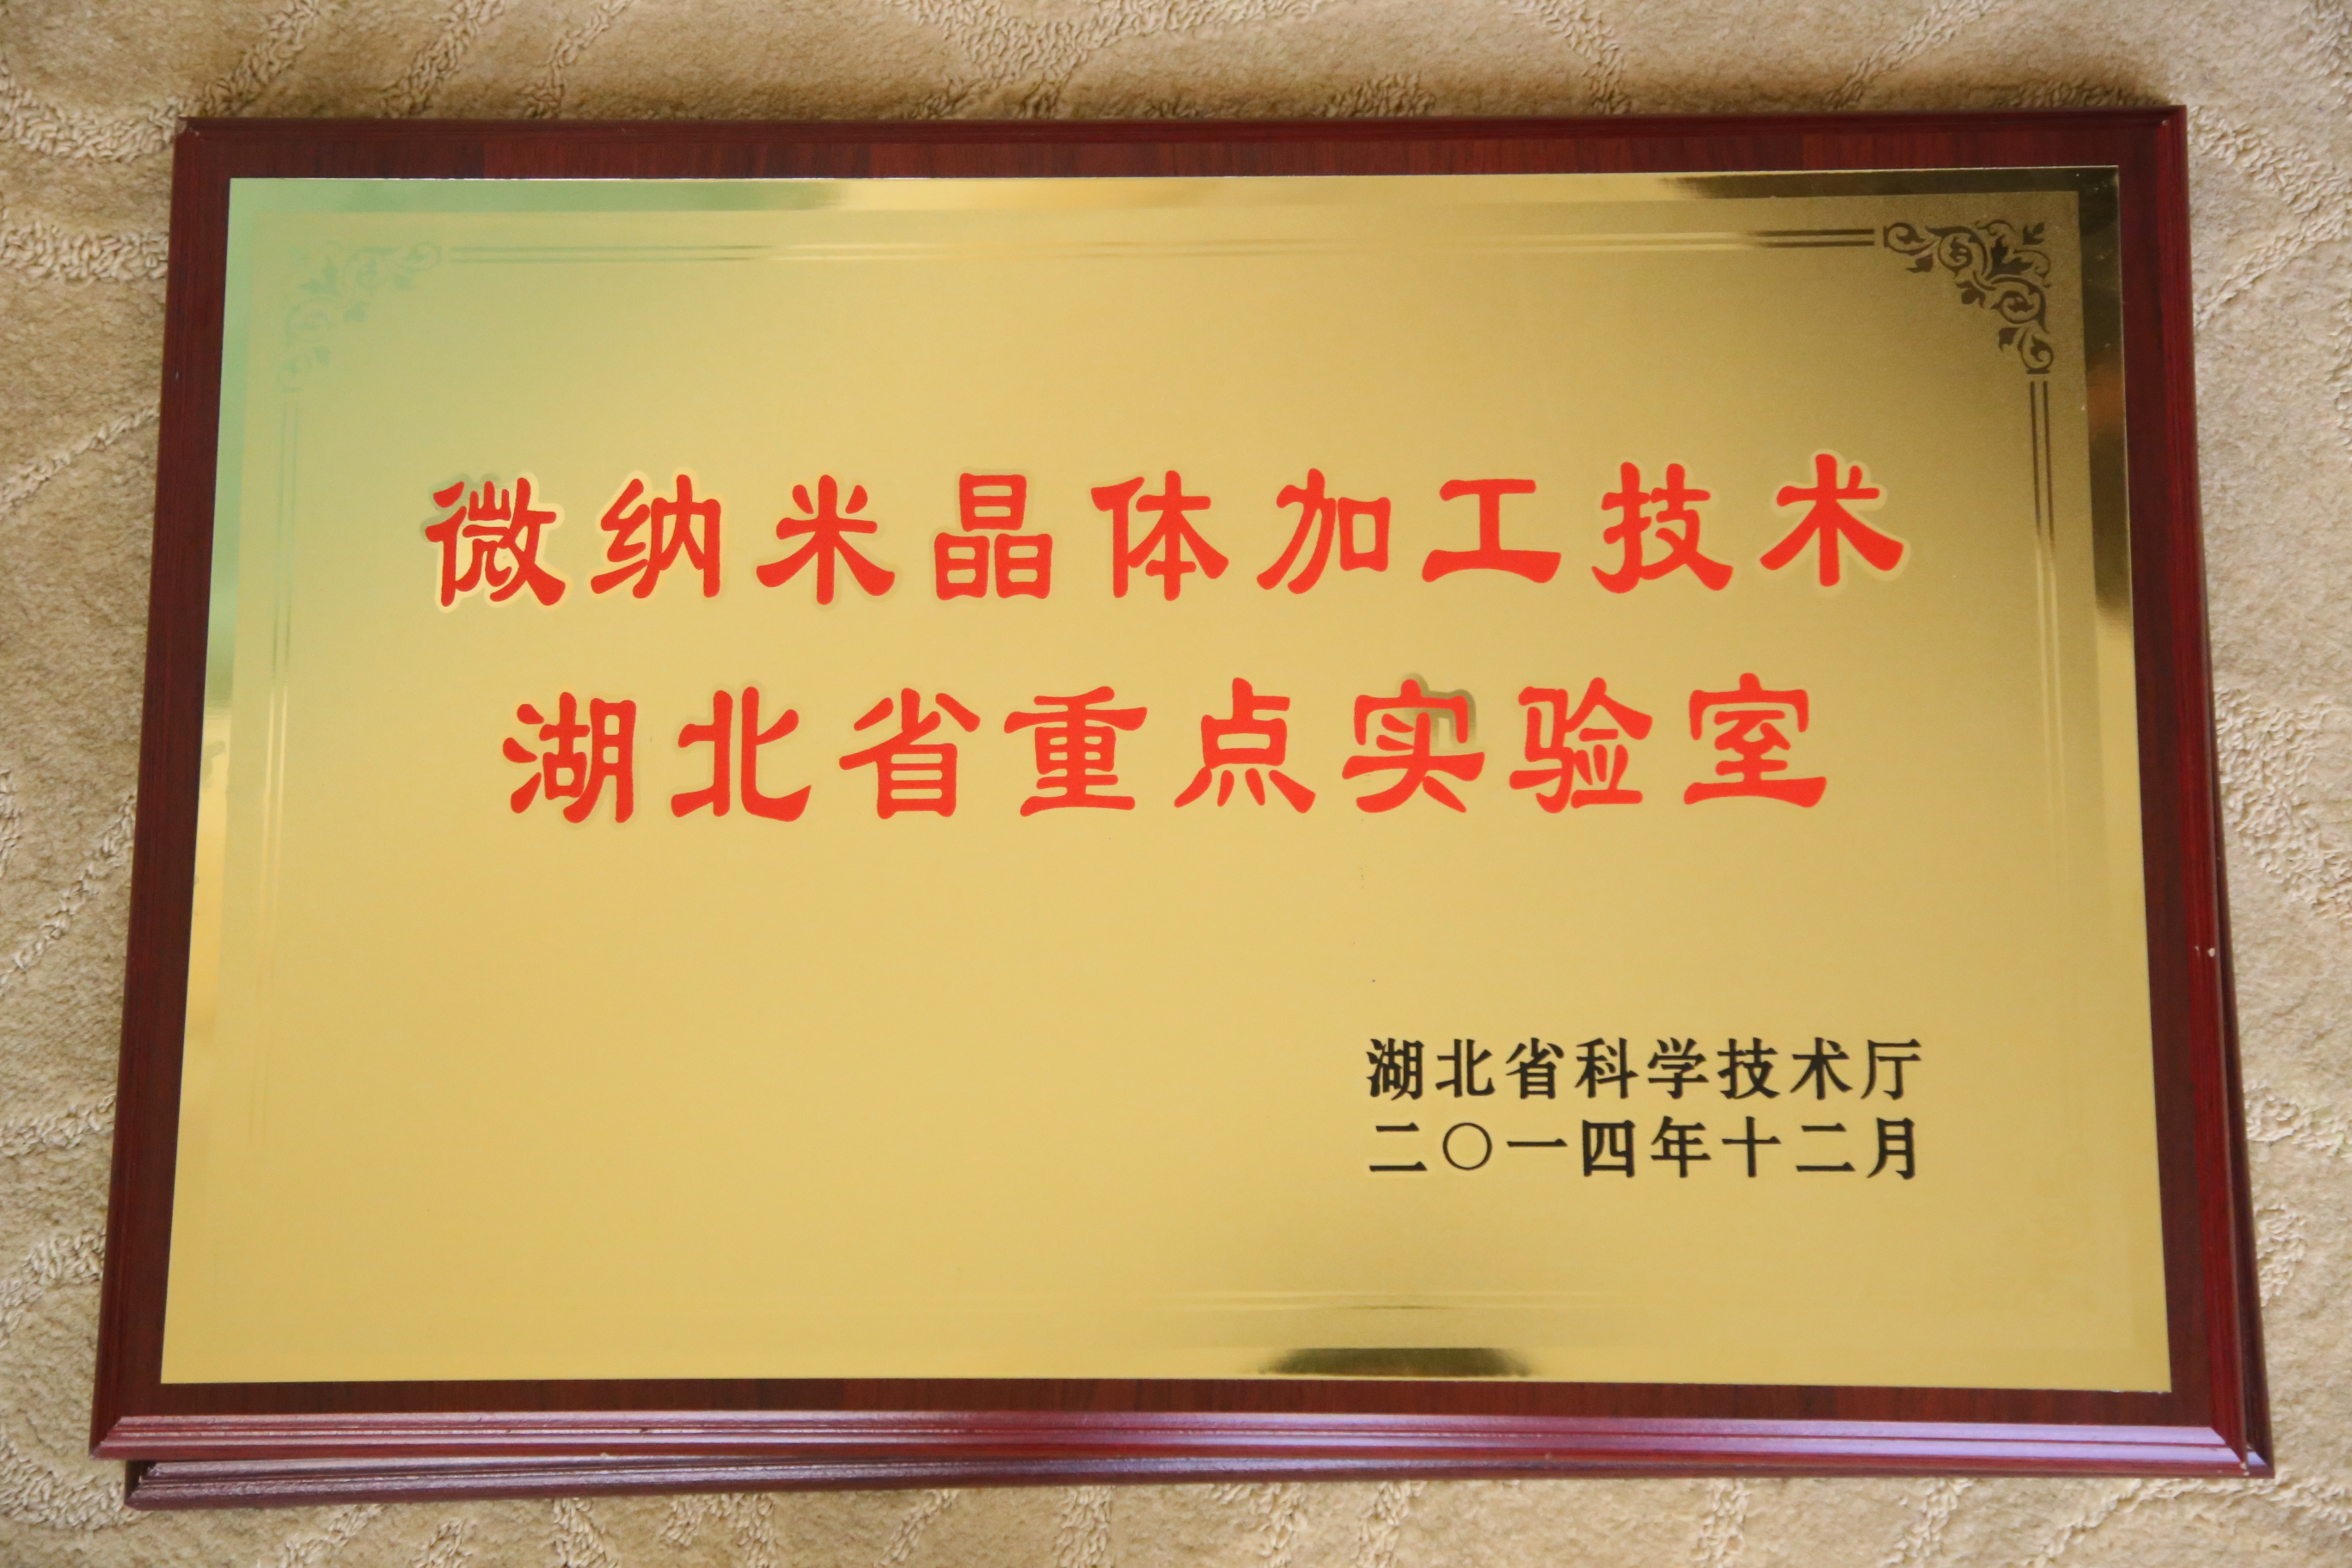 微纳米晶体加工技术
湖北省重点实验室
湖北省科学技术厅
二〇一四年十二月